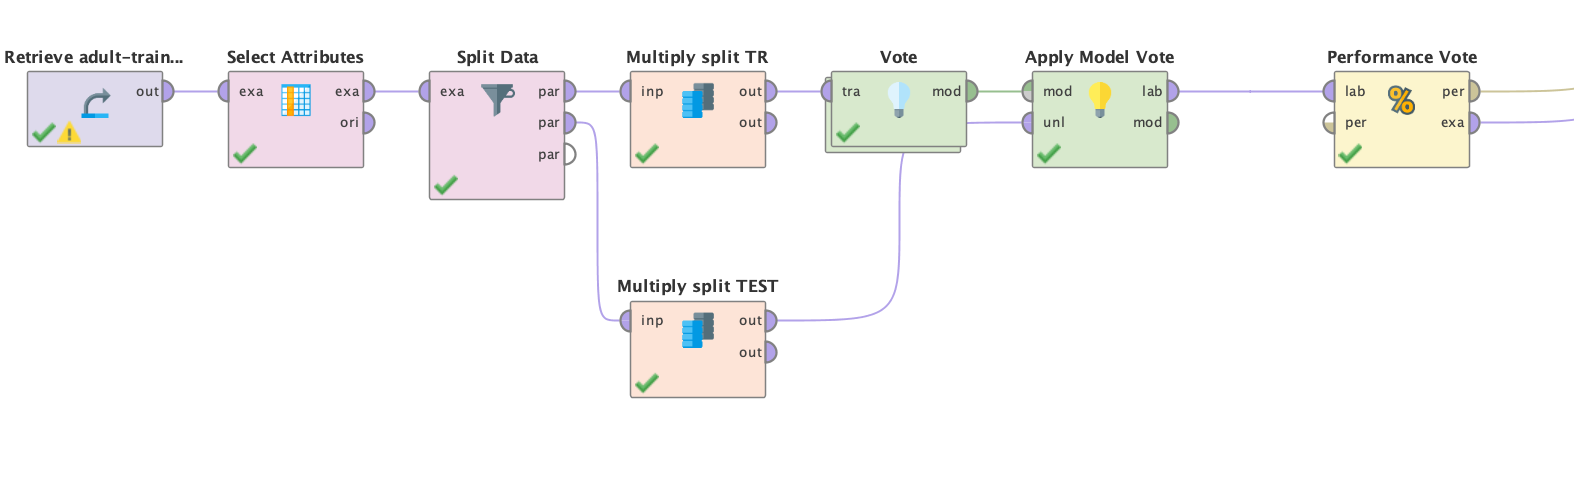 Retrieve adult-train...
Select Attributes
Split Data
Multiply split TR
Vote
Apply Model Vote
Performance Vote
out
exa exa
ori
exa par
par
par
inp out
out
tra mod
mod lab
unl mod
lab per
per exa
%
Multiply split TEST
inp out
out